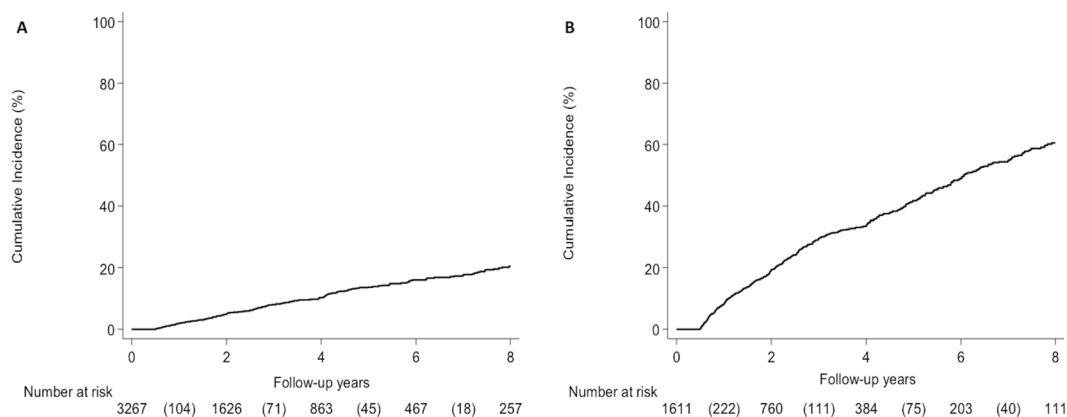 A
100
80
60
40
20
0
Cumulative Incidence (%)
0 2 4 6 8
Follow-up years
Number at risk
3267 (104) 1626 (71) 863 (45) 467 (18) 257
B
100
80
60
40
20
0
Cumulative Incidence (%)
0 2 4 6 8
Follow-up years
Number at risk
1611 (222) 760 (111) 384 (75) 203 (40) 111